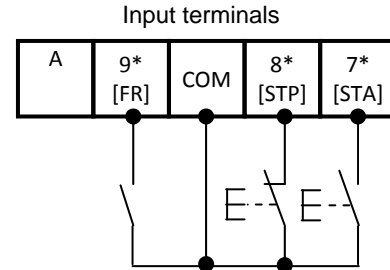 Input terminals
A 9* COM 8* 7*
[FR] [STP] [STA]